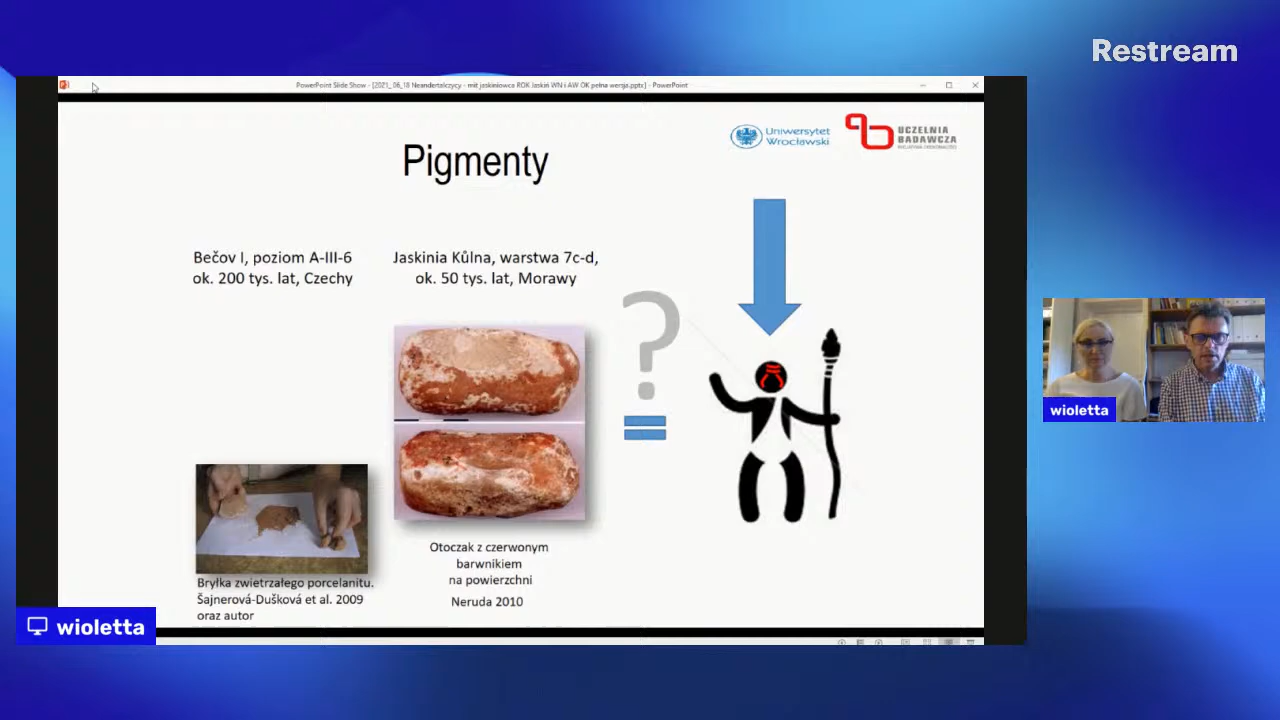 Restream
PowerPoint Slide Show - [2021_ 06_18 Neandertalczycy - mit jaskiniowca ROK Jaskiń WN i AW OK pełna wersja.pptx] - PowerPoint
Uniwersytet
Wrocławski
UCZELNIA
BADAWCZA
Pigmenty
Bečov I, poziom A-III-6
ok. 200 tys. lat, Czechy
Jaskinia Kůlna, warstwa 7c-d,
ok. 50 tys. lat, Morawy
?
=
Otoczak z czerwonym
barwnikiem
na powierzchni
Neruda 2010
Bryłka zwietrzałego porcelanitu.
Šajnerová-Dušková et al. 2009
oraz autor
wioletta
wioletta